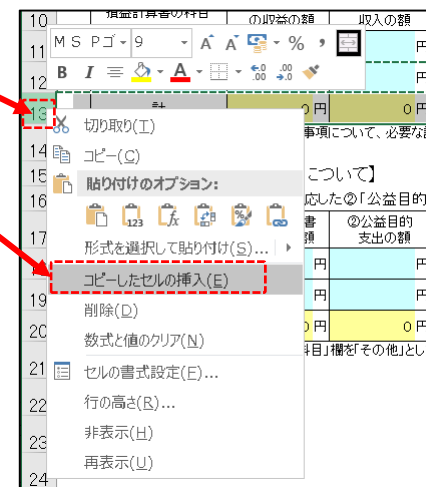 10 損益計算書の科目 の収益の額 収入の額
MS Pゴ 9 A A % ,
11 円
B I A .00 .0 .00
12 円
13 計 0 円 0 円
切り取り(T) 事項について、必要な
14
コピー(C)
15 貼り付けのオプション: について】
16 応した②「公益目的
123 fx
17 書 ②公益目的
額 支出の額
形式を選択して貼り付け(S)...
円 円
コピーしたセルの挿入(E)
19 円 円
削除(D)
20 0 円 0 円
数式と値のクリア(N)
科目」欄を「その他」とし
21 セルの書式設定(F)...
22 行の高さ(R)...
23 非表示(H)
再表示(U)
24